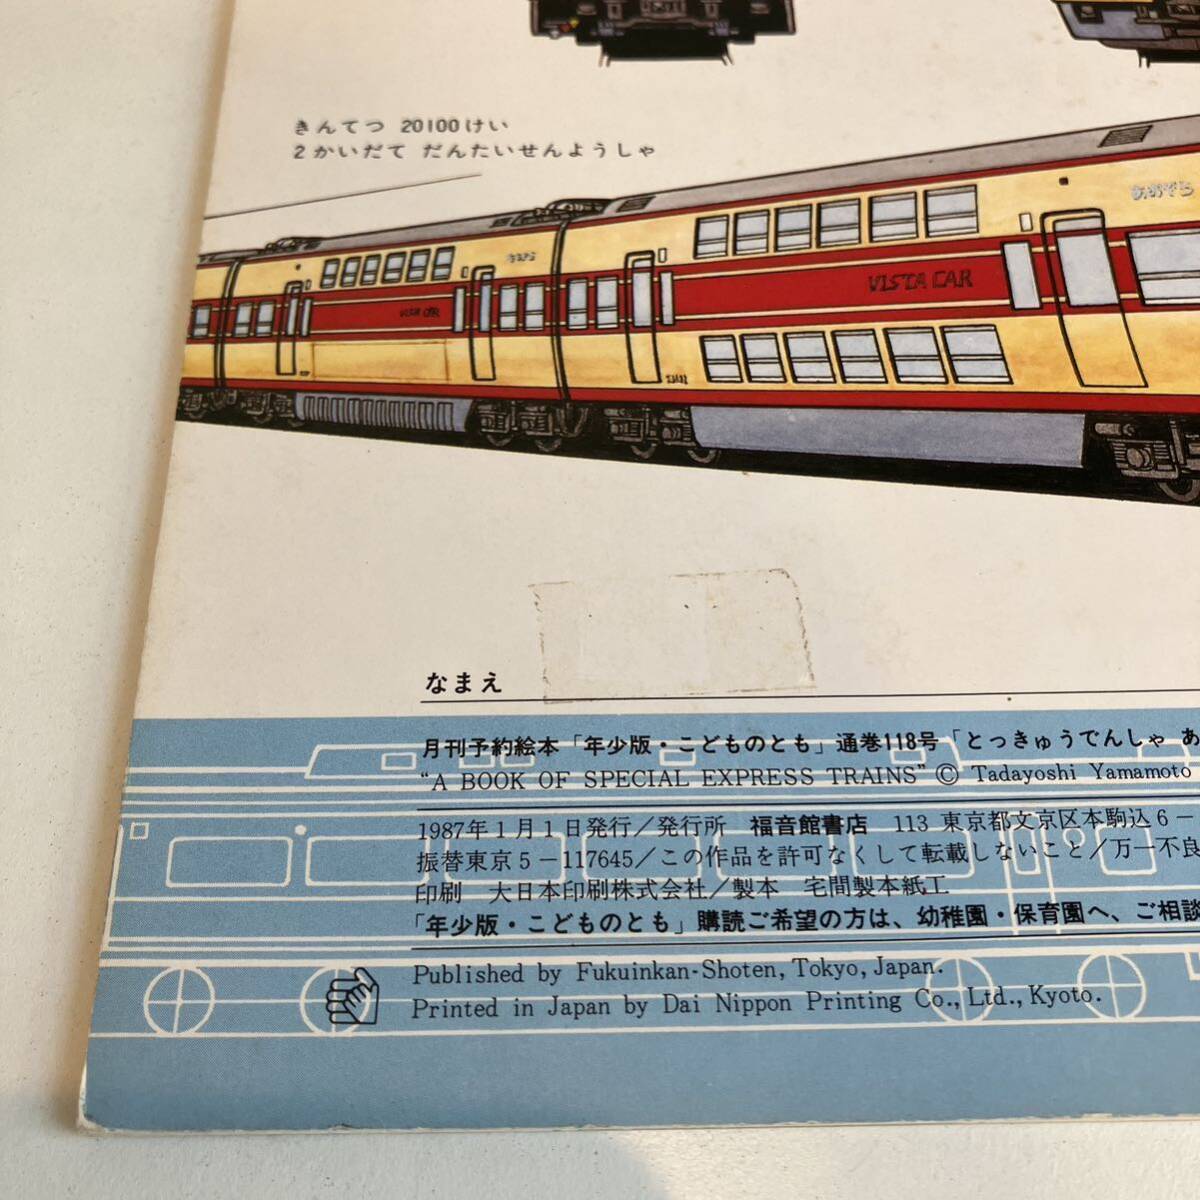 きんてつ 20100けい
2かいだて だんたいせんようしゃ
あおぞら
VISTA CAR
VISTA CAR
なまえ
月刊予約絵本「年少版・こどものとも」通巻118号「とっきゅうでんしゃ あ
“A BOOK OF SPECIAL EXPRESS TRAINS” © Tadayoshi Yamamoto
1987年1月1日発行／発行所 福音館書店 113 東京都文京区本駒込6－
振替東京5－117645／この作品を許可なくして転載しないこと／万一不良
印刷 大日本印刷株式会社／製本 宅間製本紙工
「年少版・こどものとも」購読ご希望の方は、幼稚園・保育園へ、ご相談
Published by Fukuinkan-Shoten, Tokyo, Japan.
Printed in Japan by Dai Nippon Printing Co., Ltd., Kyoto.